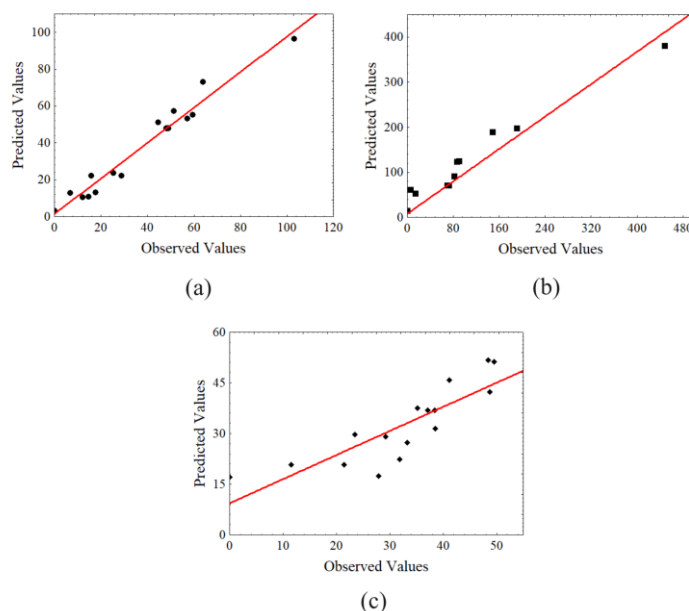 100
80
60
40
20
0
Predicted Values
0 20 40 60 80 100 120
Observed Values
(a)
400
300
200
100
0
Predicted Values
0 80 160 240 320 400 480
Observed Values
(b)
60
45
30
15
0
Predicted Values
0 10 20 30 40 50
Observed Values
(c)